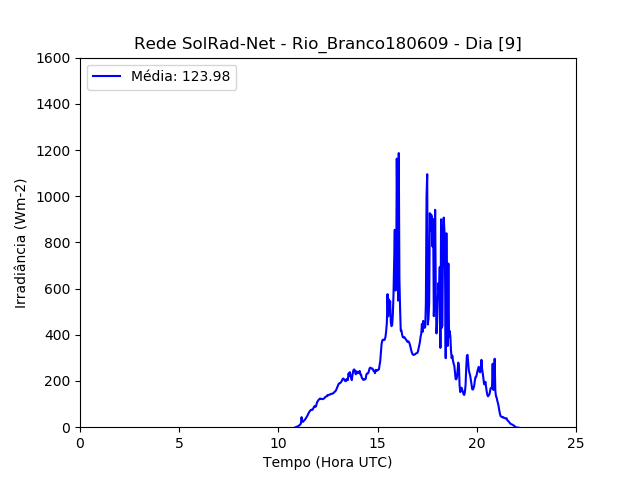 Rede SolRad-Net - Rio_Branco180609 - Dia [9]
Média: 123.98
Irradiância (Wm-2)
1600
1400
1200
1000
800
600
400
200
0
0 5 10 15 20 25
Tempo (Hora UTC)